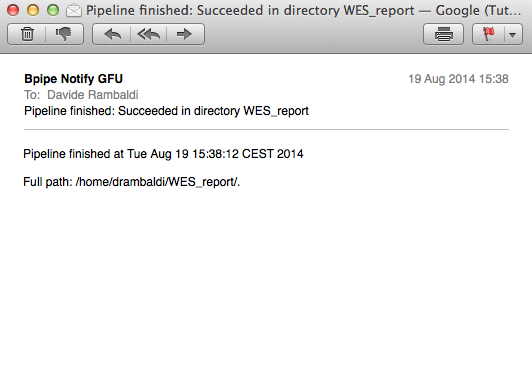 Pipeline finished: Succeeded in directory WES_report — Google (Tut...
Bpipe Notify GFU
19 Aug 2014 15:38
To: Davide Rambaldi
Pipeline finished: Succeeded in directory WES_report
Pipeline finished at Tue Aug 19 15:38:12 CEST 2014
Full path: /home/drambaldi/WES_report/.